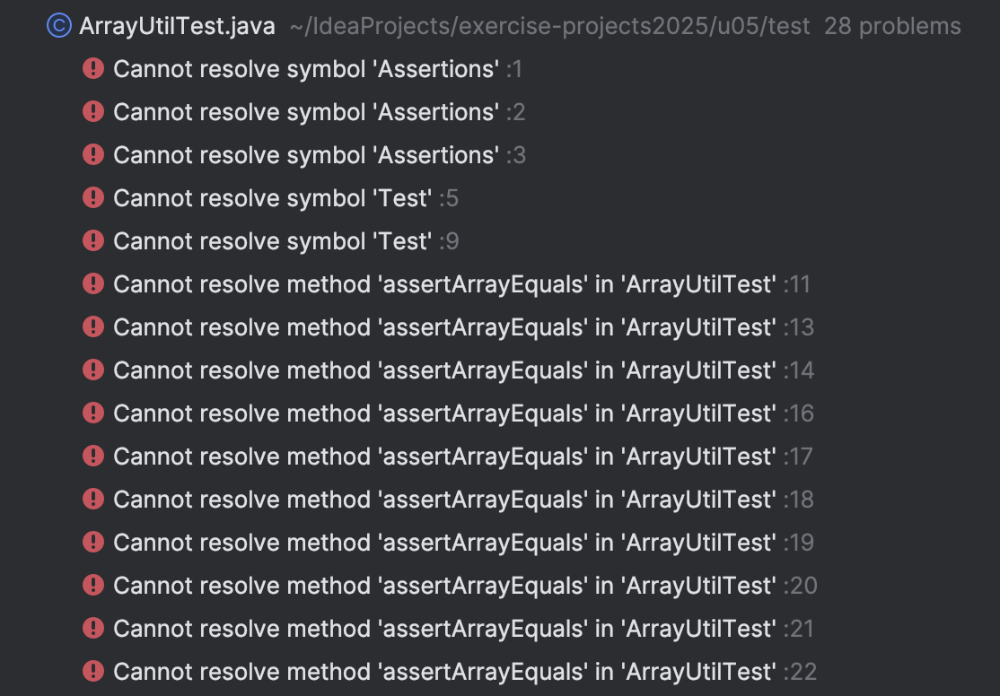 © ArrayUtilTest.java ~/IdeaProjects/exercise-projects2025/u05/test 28 problems
Cannot resolve symbol 'Assertions' :1
Cannot resolve symbol 'Assertions' :2
Cannot resolve symbol 'Assertions' :3
Cannot resolve symbol 'Test' :5
Cannot resolve symbol 'Test' :9
Cannot resolve method 'assertArrayEquals' in 'ArrayUtilTest' :11
Cannot resolve method 'assertArrayEquals' in 'ArrayUtilTest' :13
Cannot resolve method 'assertArrayEquals' in 'ArrayUtilTest' :14
Cannot resolve method 'assertArrayEquals' in 'ArrayUtilTest' :16
Cannot resolve method 'assertArrayEquals' in 'ArrayUtilTest' :17
Cannot resolve method 'assertArrayEquals' in 'ArrayUtilTest' :18
Cannot resolve method 'assertArrayEquals' in 'ArrayUtilTest' :19
Cannot resolve method 'assertArrayEquals' in 'ArrayUtilTest' :20
Cannot resolve method 'assertArrayEquals' in 'ArrayUtilTest' :21
Cannot resolve method 'assertArrayEquals' in 'ArrayUtilTest' :22